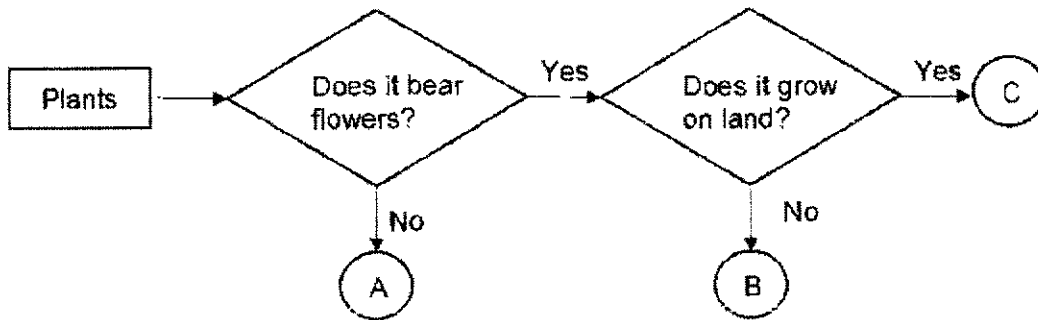 Plants
Does it bear
flowers?
Yes
Does it grow
on land?
Yes
C
No
A
No
B